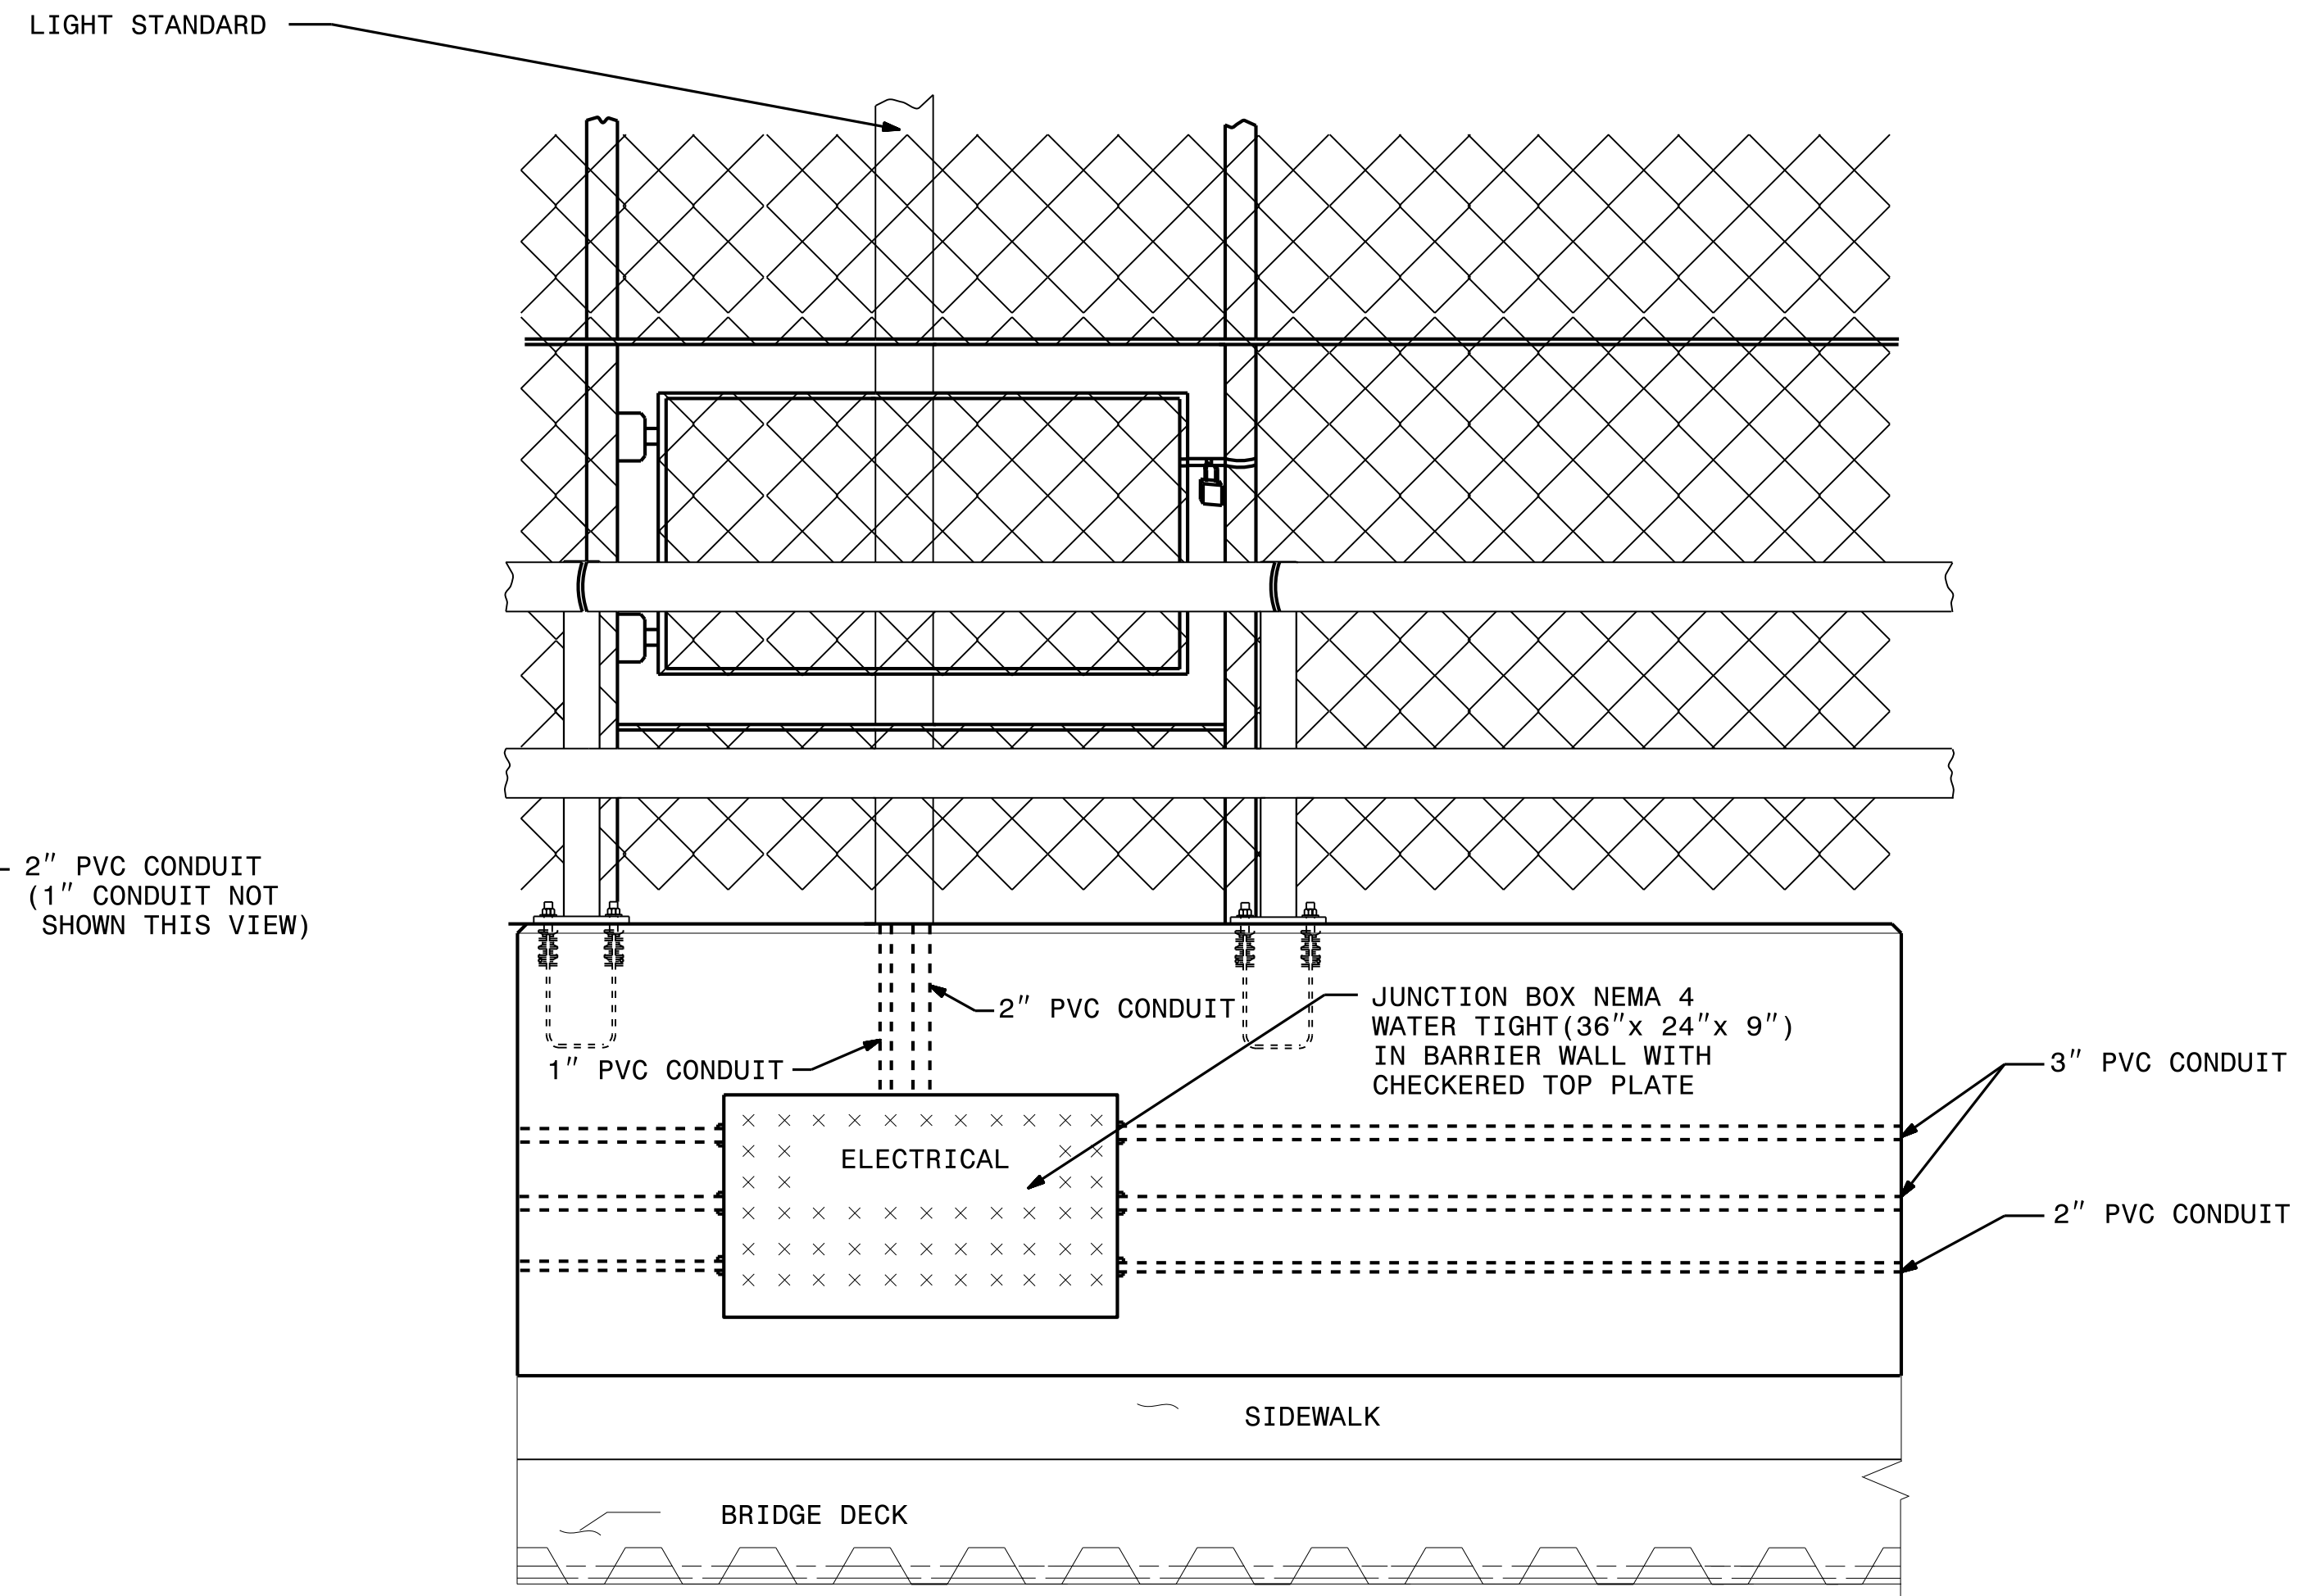 LIGHT STANDARD
2" PVC CONDUIT
(1" CONDUIT NOT
SHOWN THIS VIEW)
2" PVC CONDUIT
1" PVC CONDUIT
JUNCTION BOX NEMA 4
WATER TIGHT(36"x 24"x 9")
IN BARRIER WALL WITH
CHECKERED TOP PLATE
3" PVC CONDUIT
ELECTRICAL
2" PVC CONDUIT
SIDEWALK
BRIDGE DECK